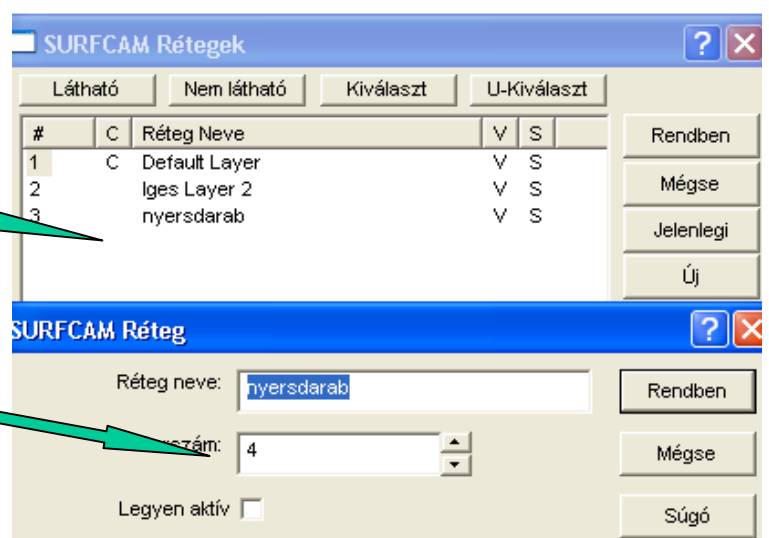 SURFCAM Rétegek
Látható Nem látható Kiválaszt U-Kiválaszt
# C Réteg Neve V S
1 C Default Layer V S
2 Iges Layer 2 V S
3 nyersdarab V S
Rendben
Mégse
Jelenlegi
Új
SURFCAM Réteg
Réteg neve: nyersdarab Rendben
4 Mégse
Legyen aktív Súgó